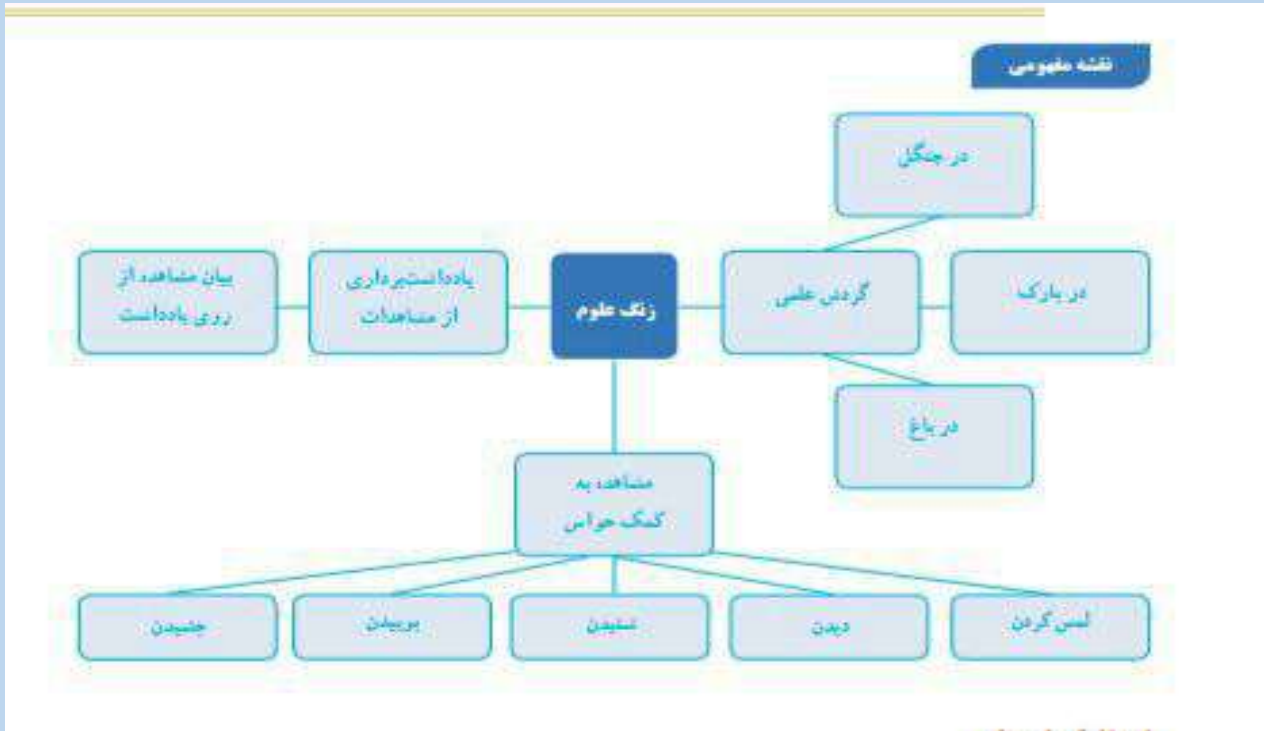 نقشه مفهومی
در جنگل
در پارک
گردش علمی
زنگ علوم
یادداشت‌برداری
از مشاهدات
بیان مشاهده از
روی یادداشت
در باغ
مشاهده به
کمک حواس
لمس کردن
دیدن
شنیدن
بوییدن
چشیدن